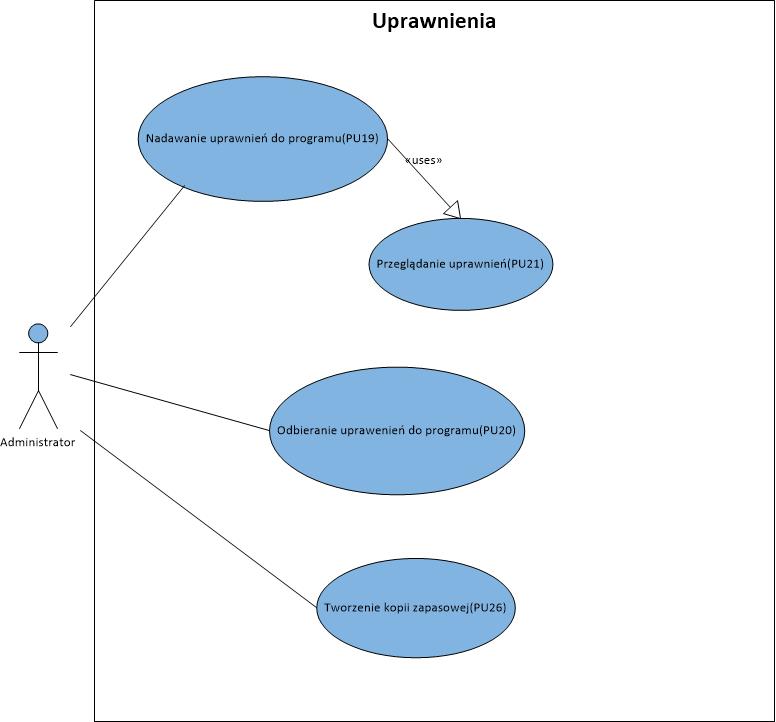 Uprawnienia
Nadawanie uprawnień do programu(PU19)
«uses»
Przeglądanie uprawnień(PU21)
Odbieranie uprawenień do programu(PU20)
Administrator
Tworzenie kopii zapasowej(PU26)